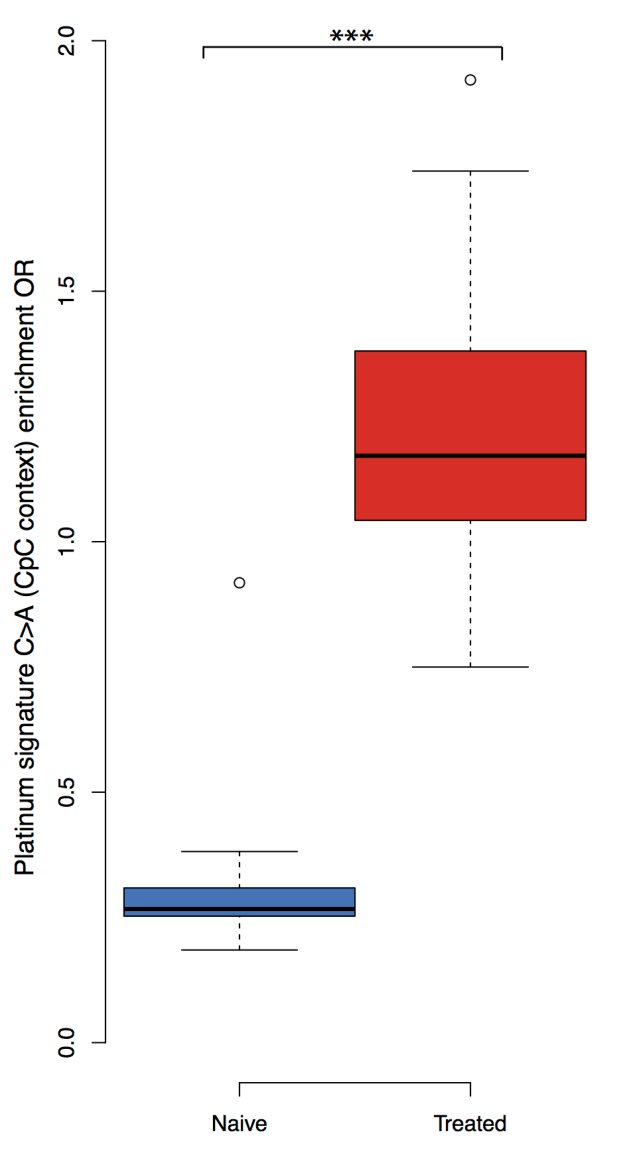 ***
2.0
1.5
1.0
0.5
0.0
Platinum signature C>A (CpC context) enrichment OR
Naive
Treated